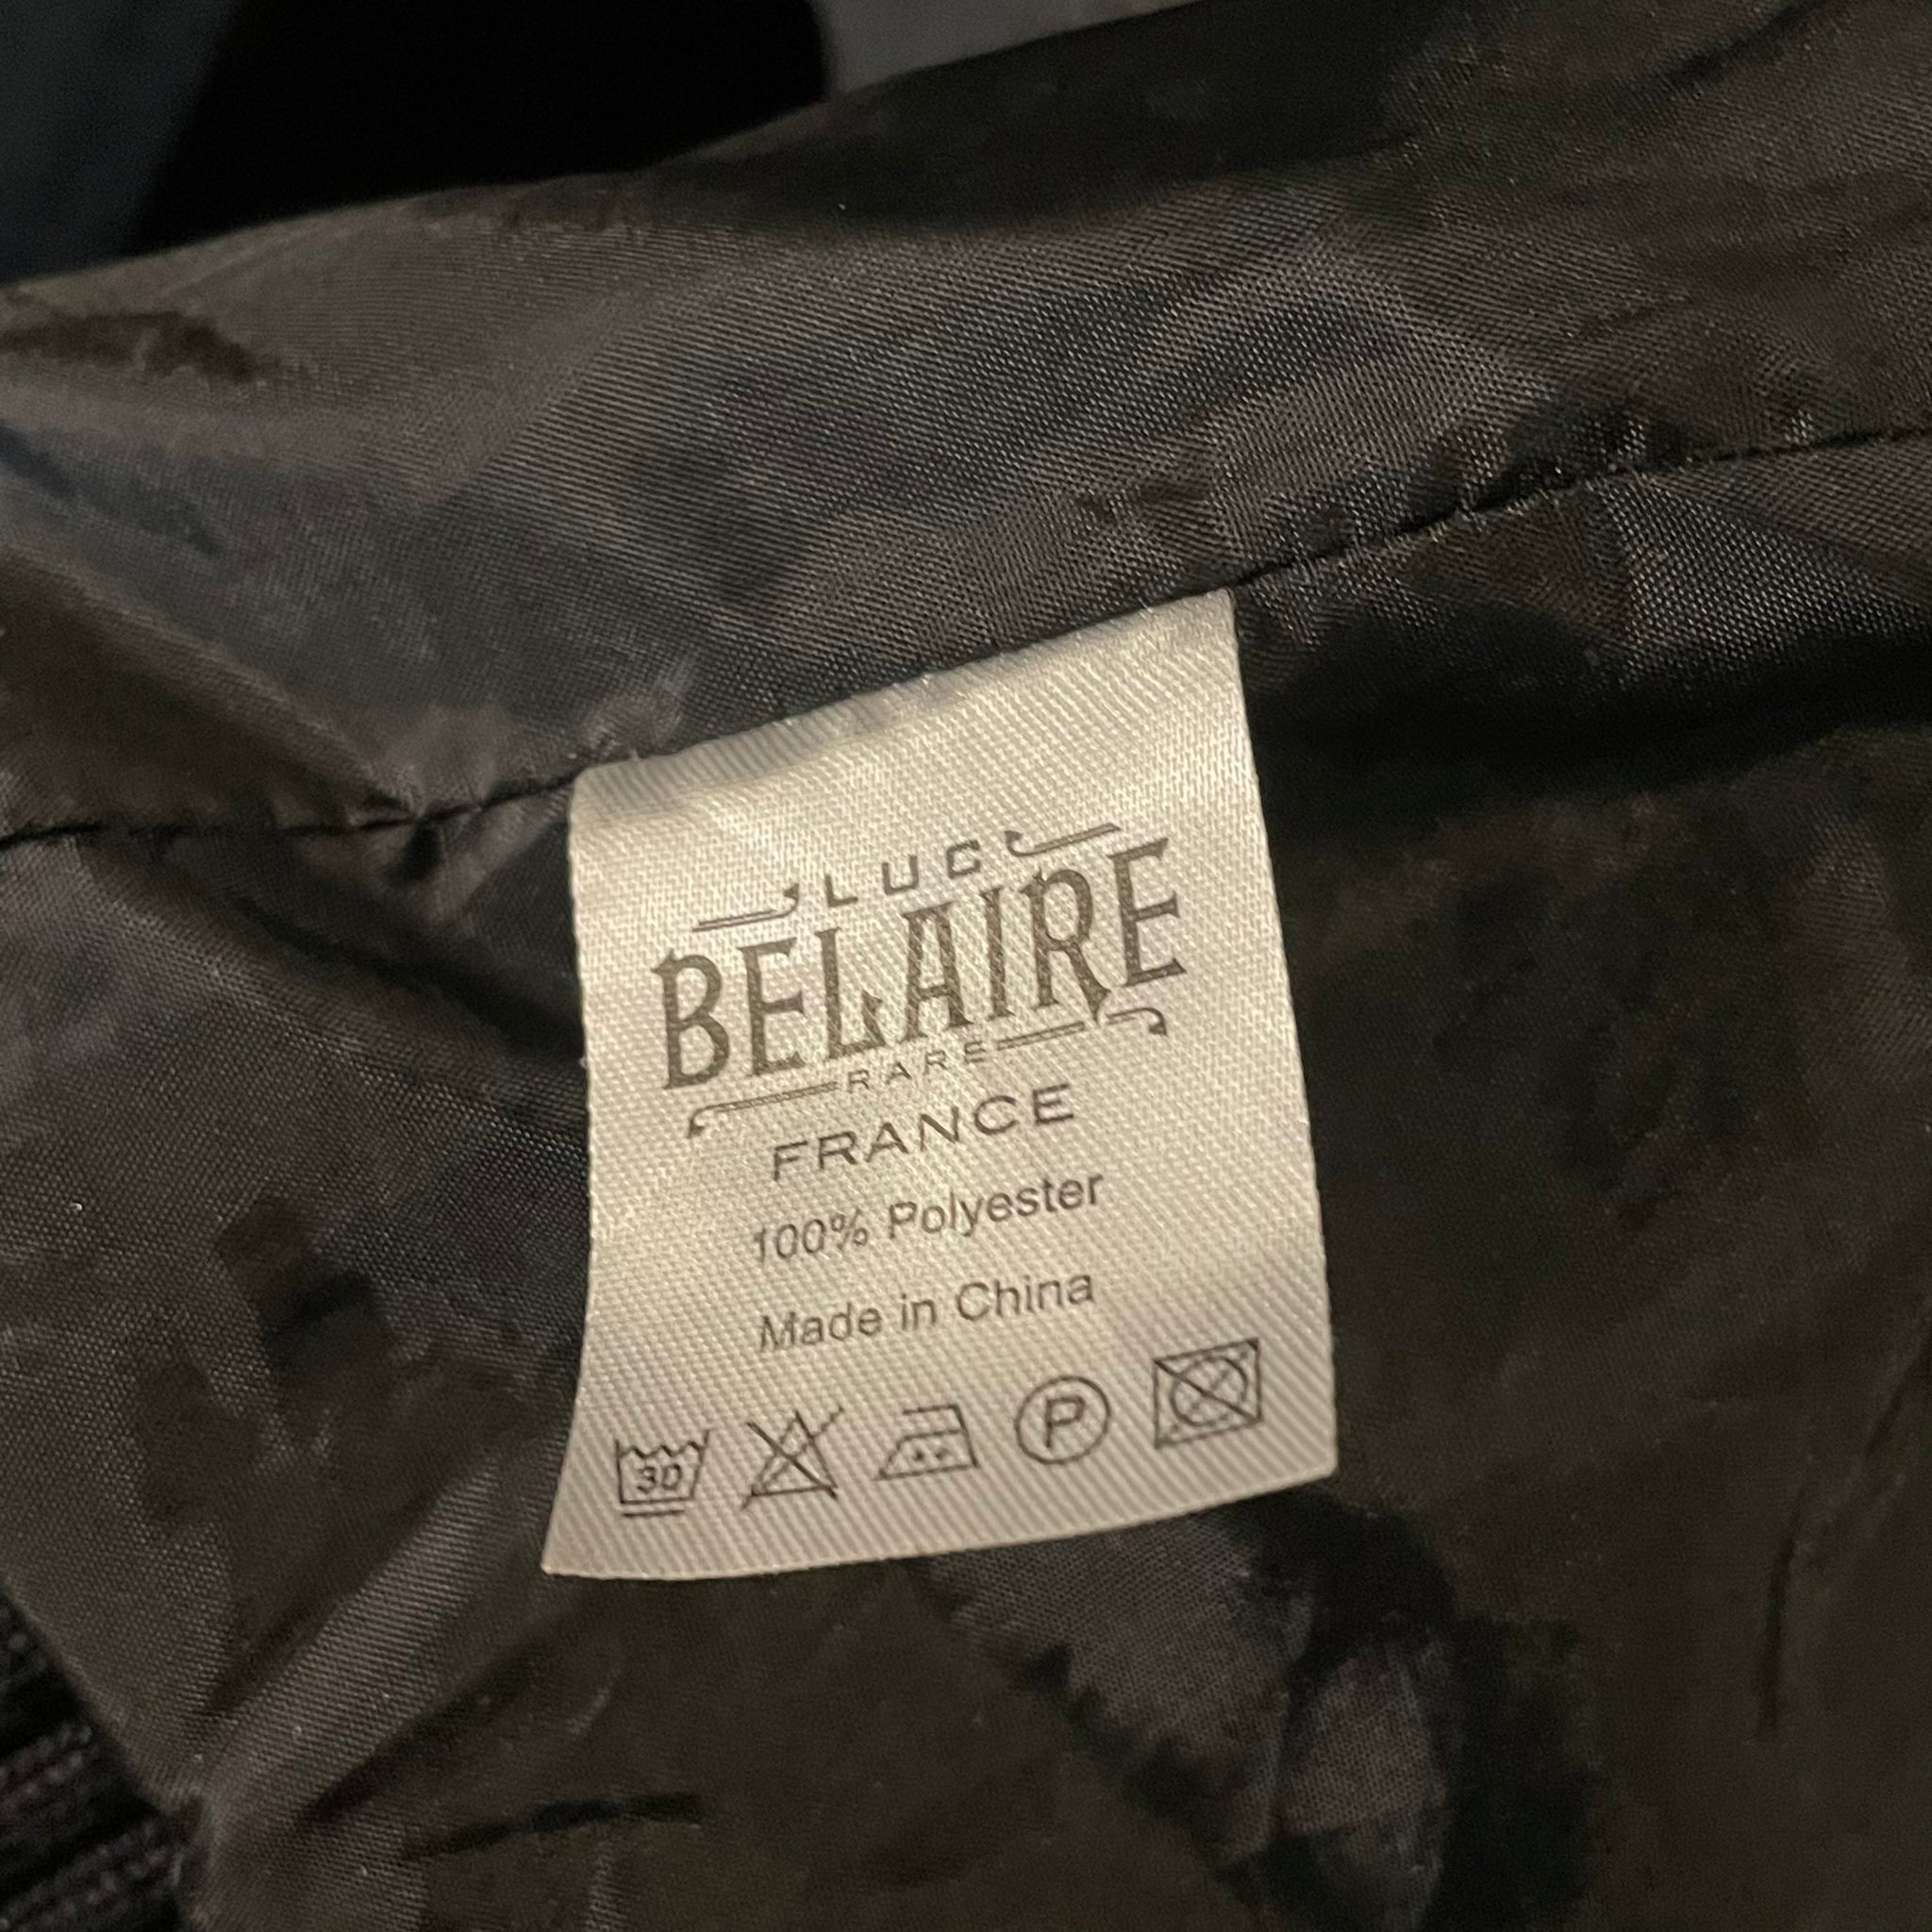 LUC
BELAIRE
RARE
FRANCE
100% Polyester
Made in China
30 P